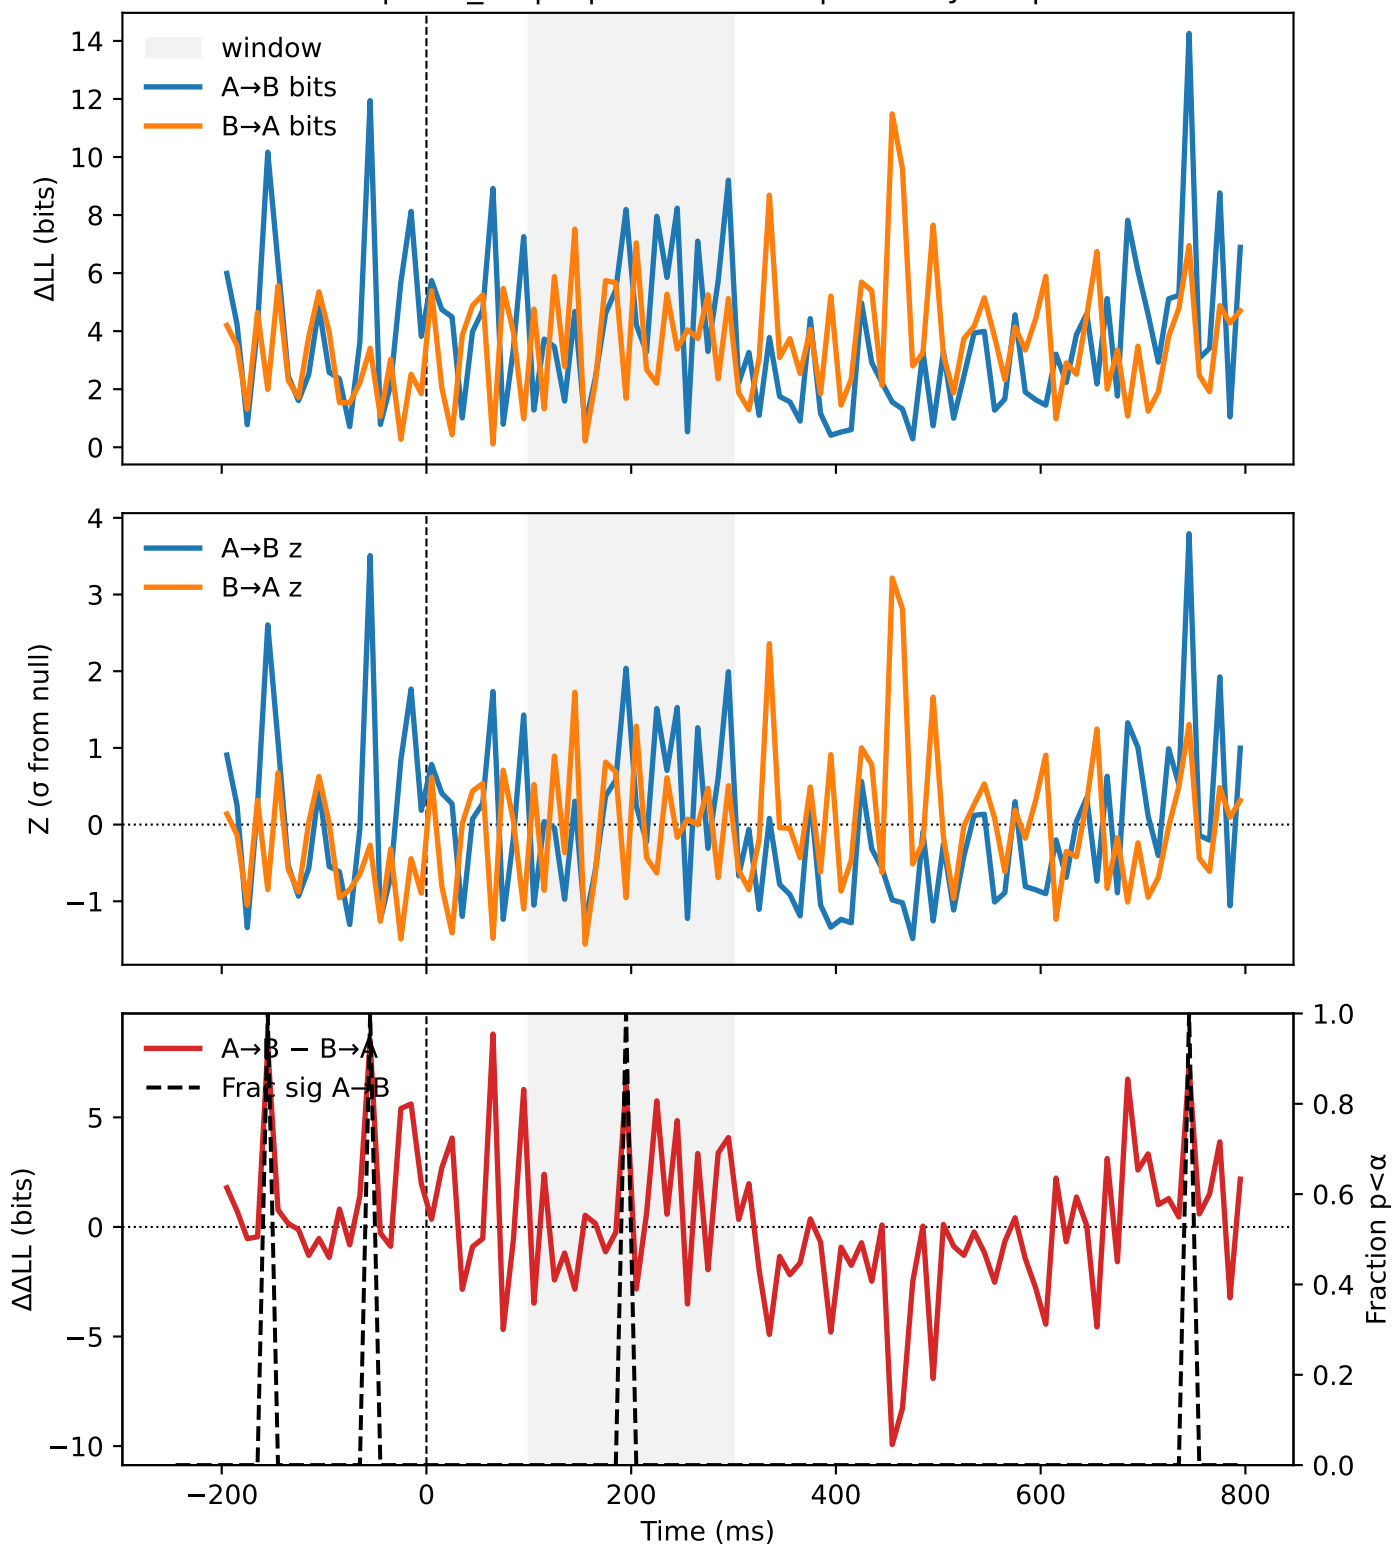 14
12
10
8
6
4
2
0
ΔLL (bits)
window
A→B bits
B→A bits
4
3
2
1
0
−1
Z (σ from null)
A→B z
B→A z
5
0
−5
−10
ΔΔLL (bits)
A→B − B→A
Frac sig A→B
1.0
0.8
0.6
0.4
0.2
0.0
Fraction p<α
−200
0
200
400
600
800
Time (ms)